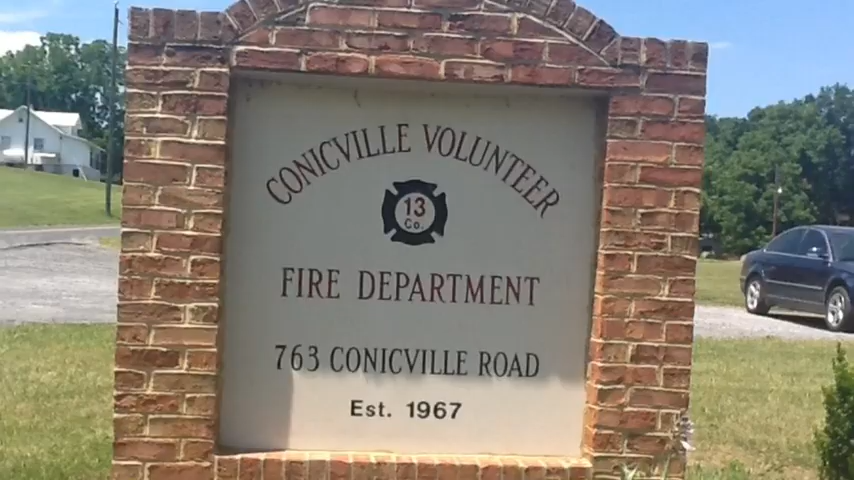 CONICVILLE VOLUNTEER
13
Co.
FIRE DEPARTMENT
763 CONICVILLE ROAD
Est. 1967